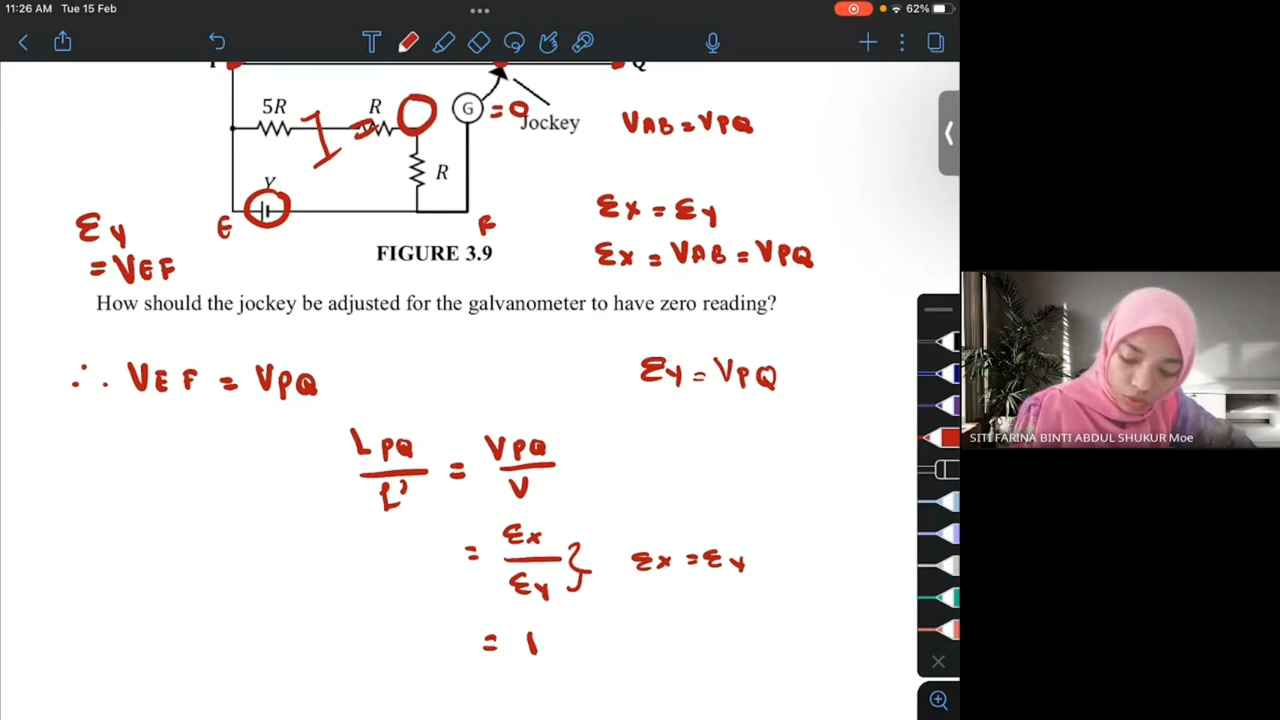 11:26 AM Tue 15 Feb
62%
Q
5R
R
G
= 0
Jockey
VAB = VPQ
R
Y
E
F
FIGURE 3.9
Ɛy
= VEF
Ɛx = Ɛy
Ɛx = VAB = VPQ
How should the jockey be adjusted for the galvanometer to have zero reading?
∴ VEF = VPQ
Ɛy = VPQ
LPQ / L' = VPQ / V
= Ɛx / Ɛy } Ɛx = Ɛy
= 1
SITI FARINA BINTI ABDUL SHUKUR Moe